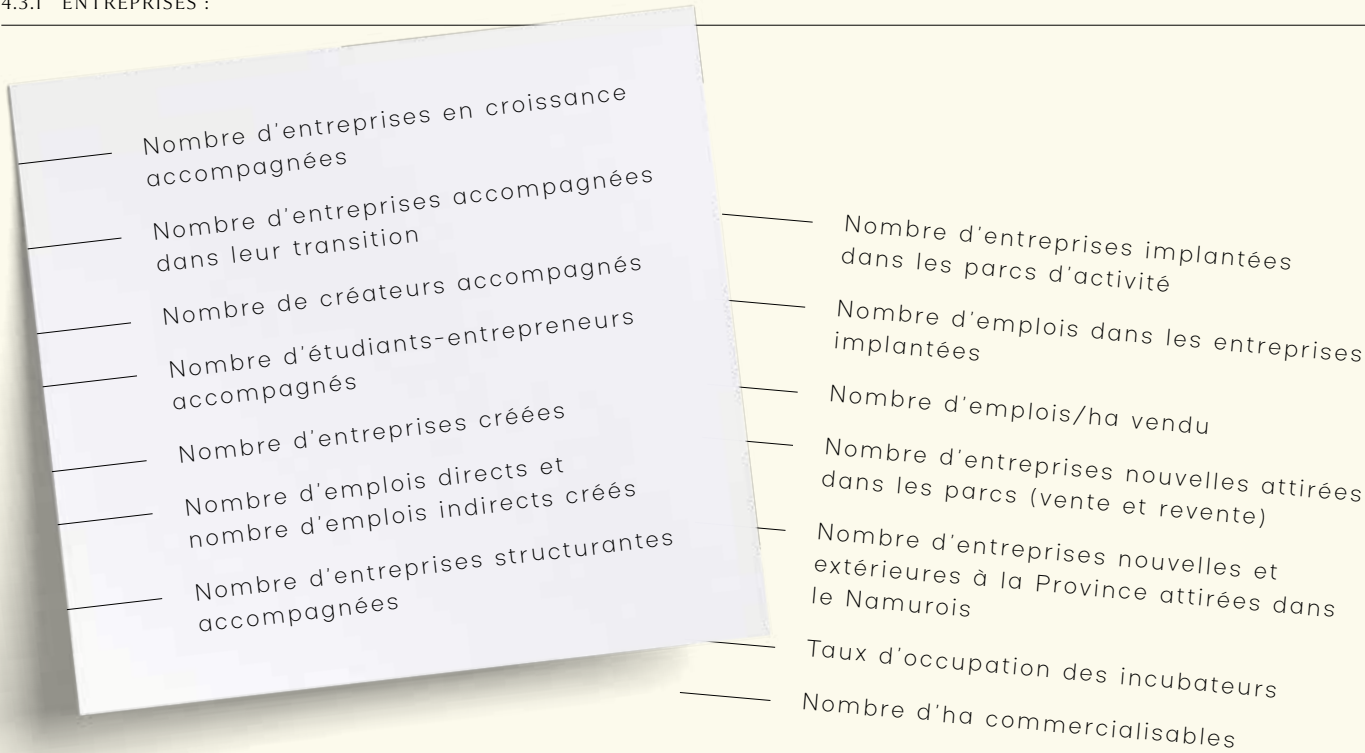 4.3.1 ENTREPRISES :
Nombre d'entreprises en croissance
accompagnées
Nombre d'entreprises accompagnées
dans leur transition
Nombre de créateurs accompagnés
Nombre d'étudiants-entrepreneurs
accompagnés
Nombre d'entreprises créées
Nombre d'emplois directs et
nombre d'emplois indirects créés
Nombre d'entreprises structurantes
accompagnées
Nombre d'entreprises implantées
dans les parcs d'activité
Nombre d'emplois dans les entreprises
implantées
Nombre d'emplois/ha vendu
Nombre d'entreprises nouvelles attirées
dans les parcs (vente et revente)
Nombre d'entreprises nouvelles et
extérieures à la Province attirées dans
le Namurois
Taux d'occupation des incubateurs
Nombre d'ha commercialisables